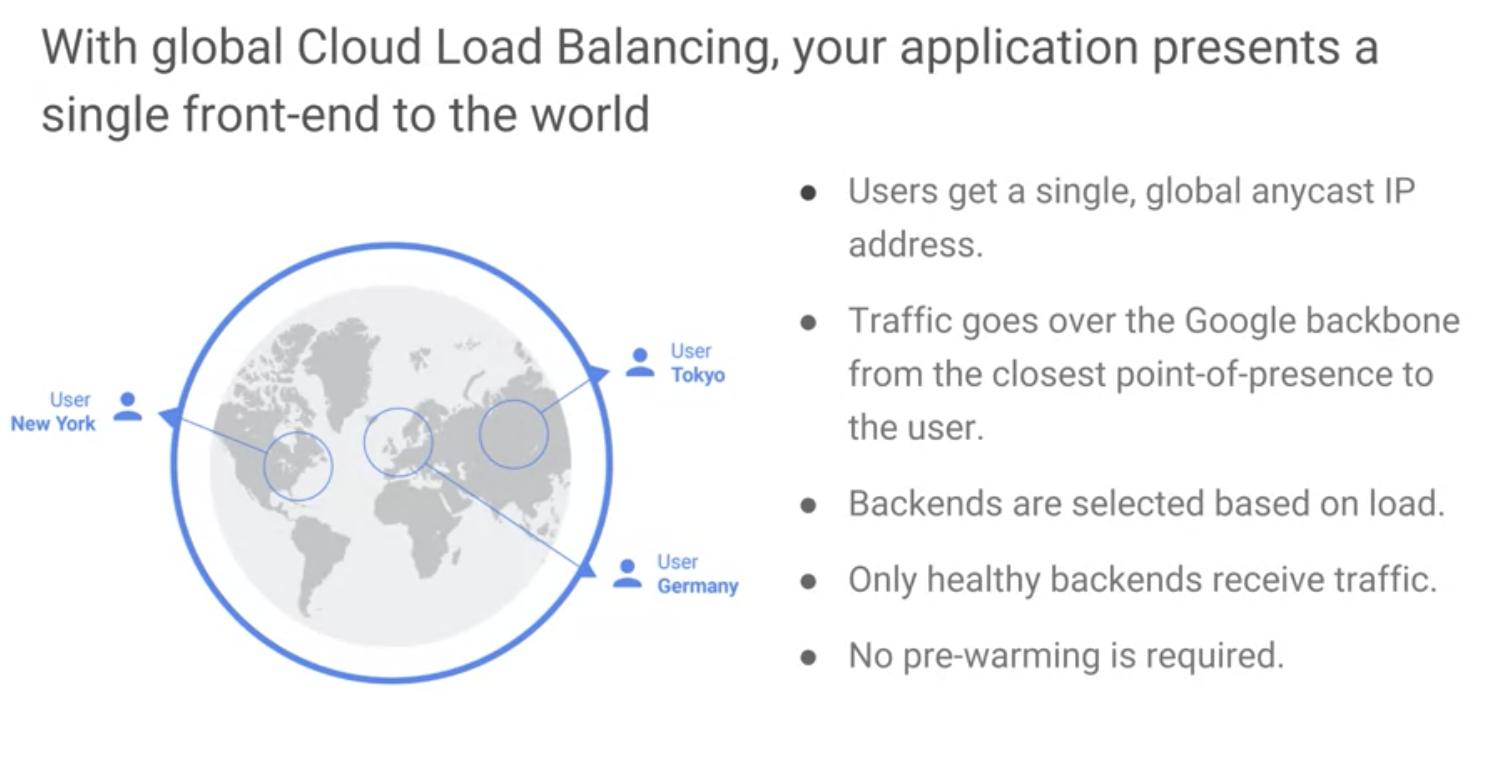 With global Cloud Load Balancing, your application presents a
single front-end to the world
User
New York
User
Tokyo
User
Germany
● Users get a single, global anycast IP
address.
● Traffic goes over the Google backbone
from the closest point-of-presence to
the user.
● Backends are selected based on load.
● Only healthy backends receive traffic.
● No pre-warming is required.